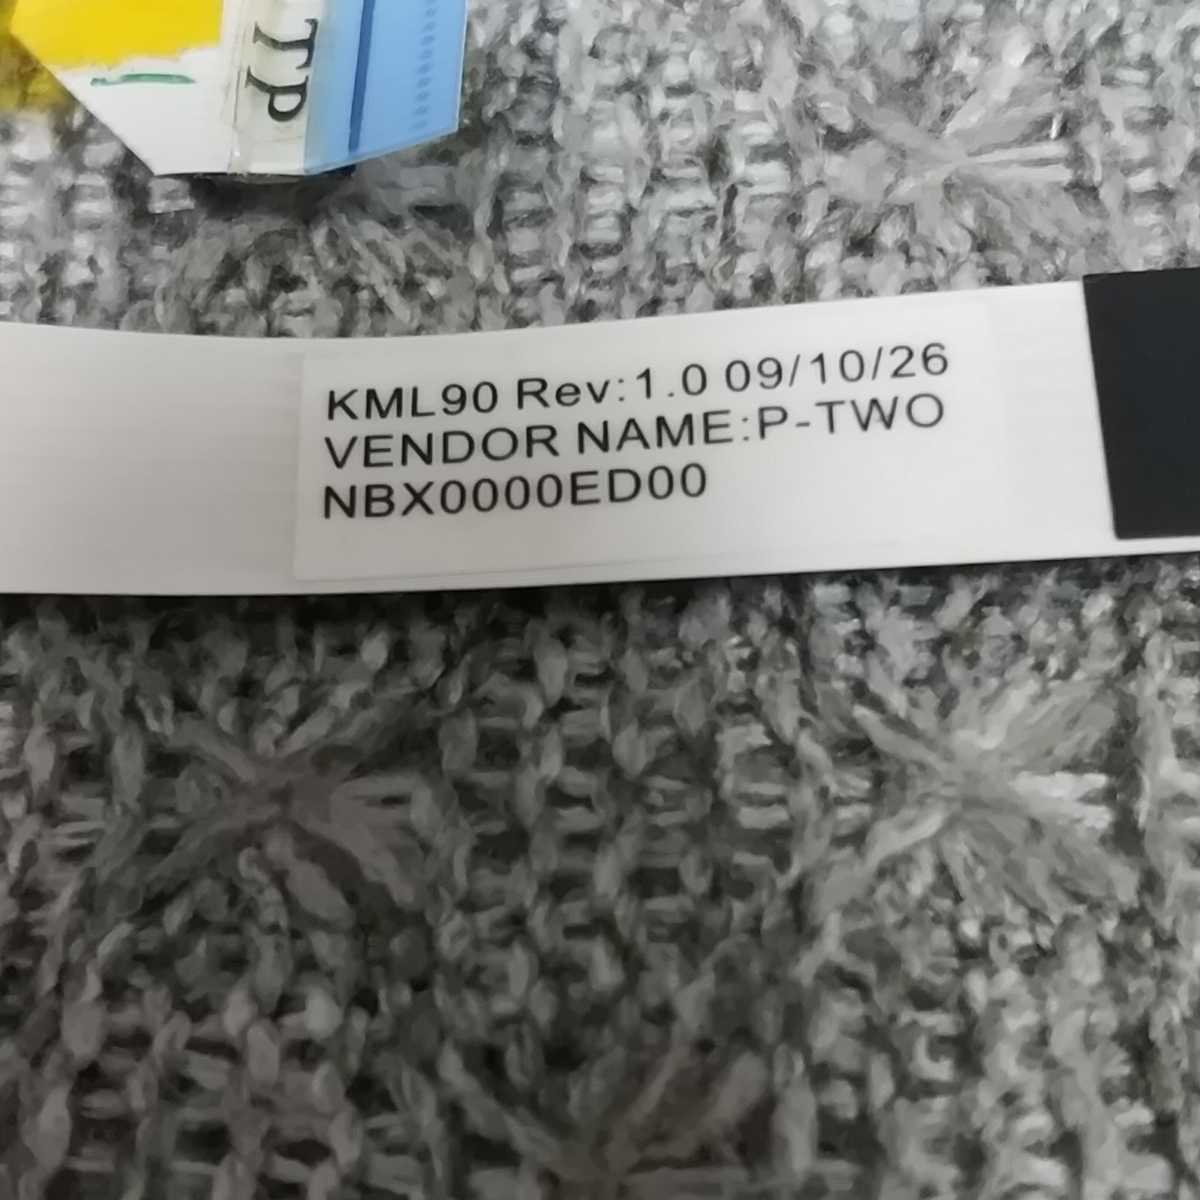 TP
KML90 Rev:1.0 09/10/26
VENDOR NAME:P-TWO
NBX0000ED00